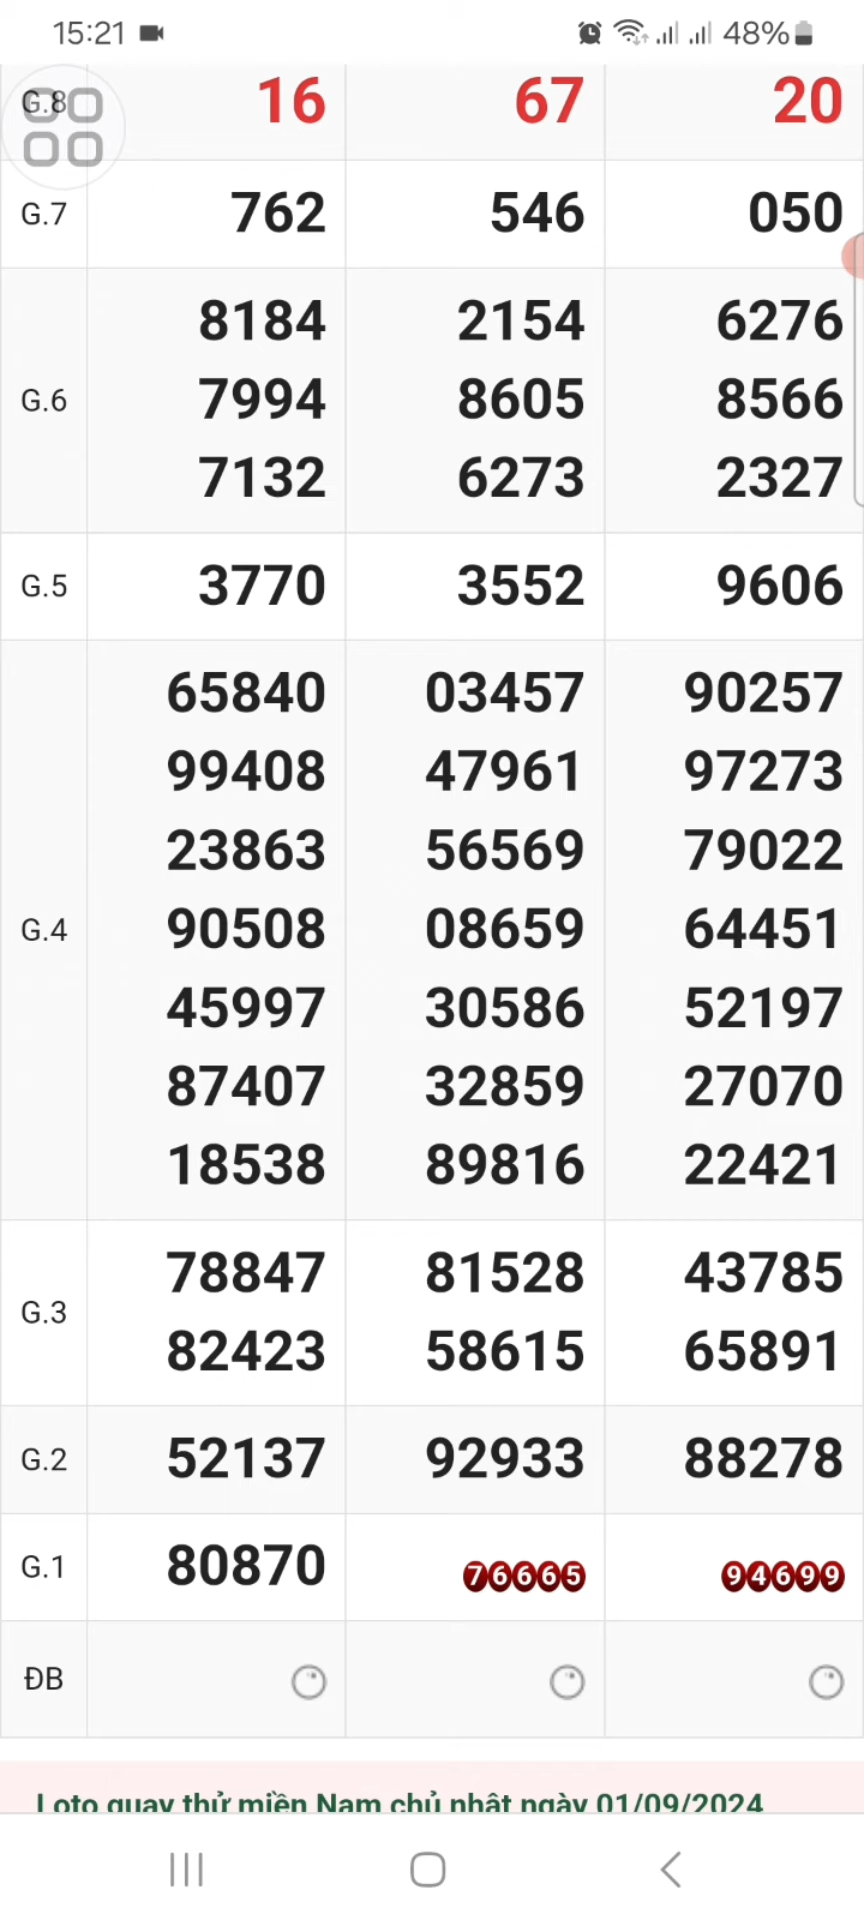 15:21 48%
G.8 16 67 20
G.7 762 546 050
8184 2154 6276
G.6 7994 8605 8566
7132 6273 2327
G.5 3770 3552 9606
65840 03457 90257
99408 47961 97273
23863 56569 79022
G.4 90508 08659 64451
45997 30586 52197
87407 32859 27070
18538 89816 22421
G.3
78847 81528 43785
82423 58615 65891
G.2 52137 92933 88278
G.1 80870 76665 94699
ĐB
Loto quay thử miền Nam chủ nhật ngày 01/09/2024